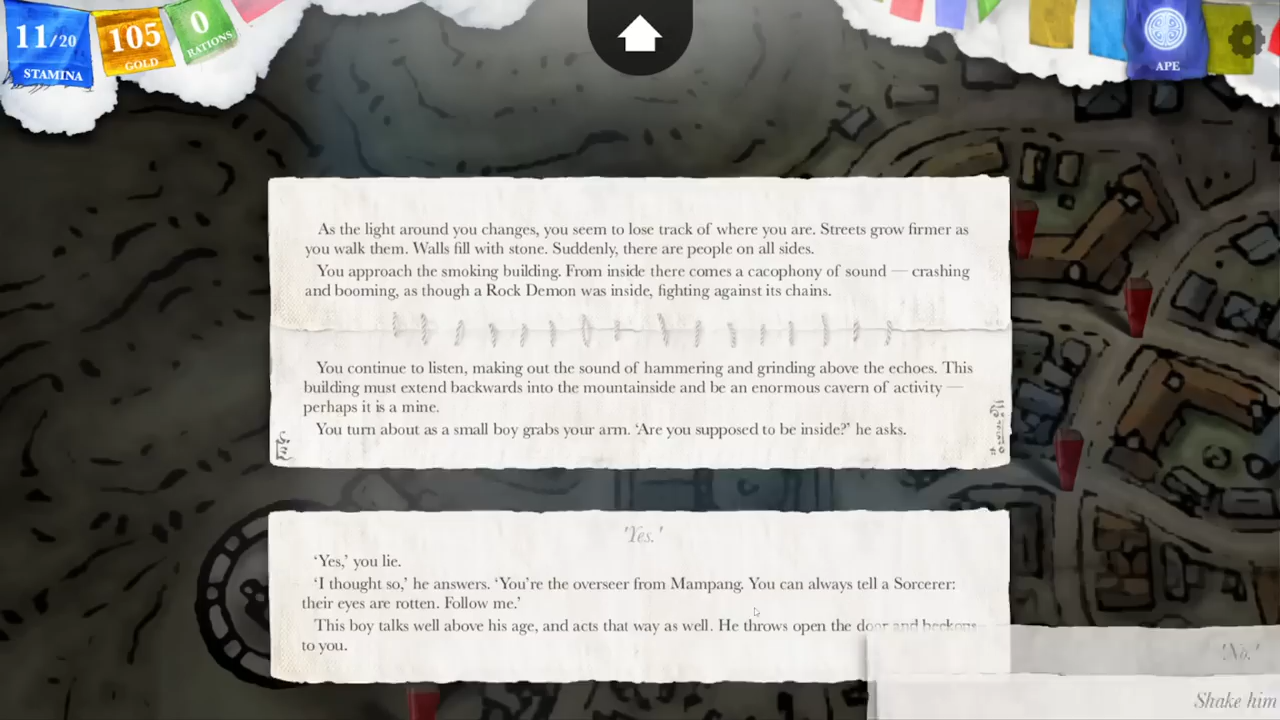 11/20
STAMINA
105
GOLD
0
RATIONS
APE
As the light around you changes, you seem to lose track of where you are. Streets grow firmer as
you walk them. Walls fill with stone. Suddenly, there are people on all sides.
You approach the smoking building. From inside there comes a cacophony of sound — crashing
and booming, as though a Rock Demon was inside, fighting against its chains.
You continue to listen, making out the sound of hammering and grinding above the echoes. This
building must extend backwards into the mountainside and be an enormous cavern of activity —
perhaps it is a mine.
You turn about as a small boy grabs your arm. ‘Are you supposed to be inside?’ he asks.
'Yes.'
‘Yes,’ you lie.
‘I thought so,’ he answers. ‘You’re the overseer from Mampang. You can always tell a Sorcerer:
their eyes are rotten. Follow me.’
This boy talks well above his age, and acts that way as well. He throws open the door and beckons
to you.
'No.'
Shake him